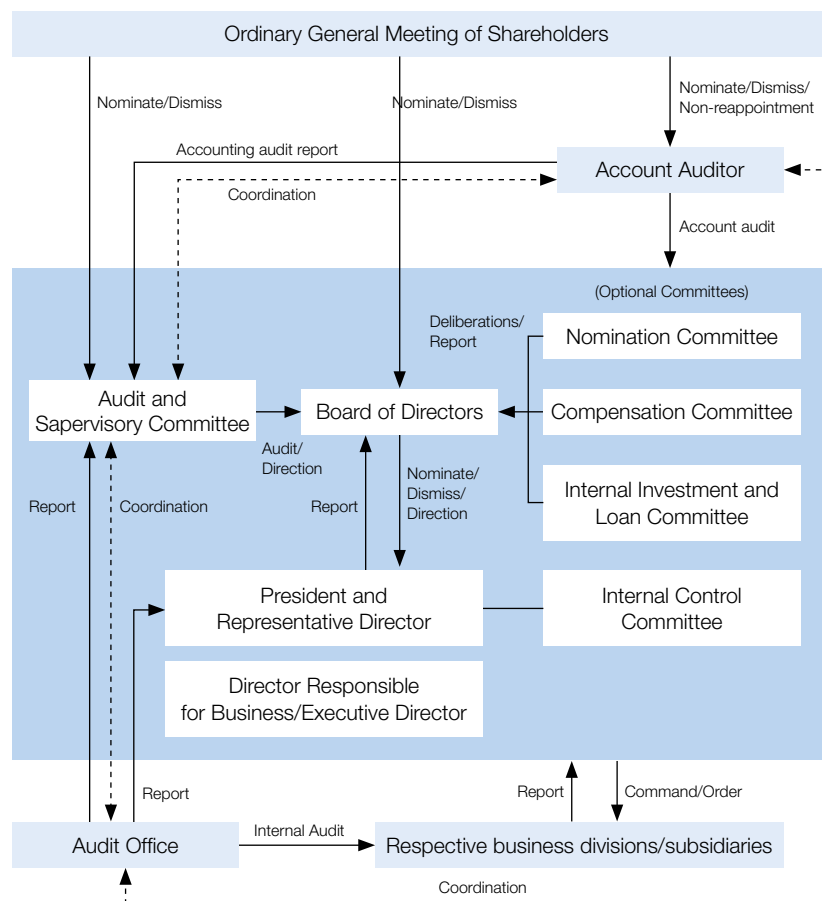 Ordinary General Meeting of Shareholders
Nominate/Dismiss
Nominate/Dismiss
Nominate/Dismiss/
Non-reappointment
Accounting audit report
Account Auditor
Coordination
Account audit
(Optional Committees)
Deliberations/
Report
Nomination Committee
Audit and
Sapervisory Committee
Board of Directors
Compensation Committee
Audit/
Direction
Report
Coordination
Report
Nominate/
Dismiss/
Direction
Internal Investment and
Loan Committee
President and
Representative Director
Internal Control
Committee
Director Responsible
for Business/Executive Director
Report
Report
Command/Order
Audit Office
Internal Audit
Respective business divisions/subsidiaries
Coordination